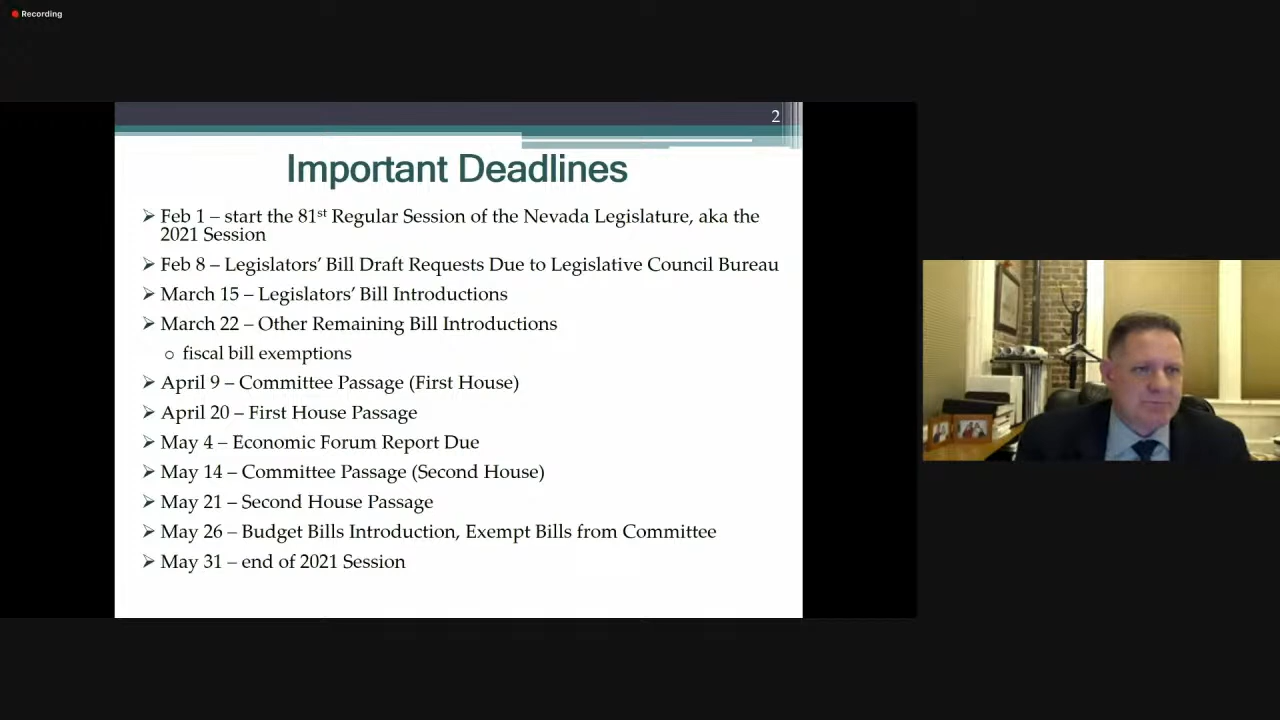 Recording
2
Important Deadlines
➢ Feb 1 – start the 81st Regular Session of the Nevada Legislature, aka the
2021 Session
➢ Feb 8 – Legislators’ Bill Draft Requests Due to Legislative Council Bureau
➢ March 15 – Legislators’ Bill Introductions
➢ March 22 – Other Remaining Bill Introductions
o fiscal bill exemptions
➢ April 9 – Committee Passage (First House)
➢ April 20 – First House Passage
➢ May 4 – Economic Forum Report Due
➢ May 14 – Committee Passage (Second House)
➢ May 21 – Second House Passage
➢ May 26 – Budget Bills Introduction, Exempt Bills from Committee
➢ May 31 – end of 2021 Session